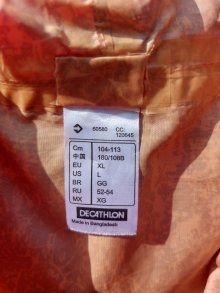 60580 CC: 120645
Cm 104-113
中国 180/108B
EU XL
US L
BR GG
RU 52-54
MX XG
DECATHLON
Made in Bangladesh